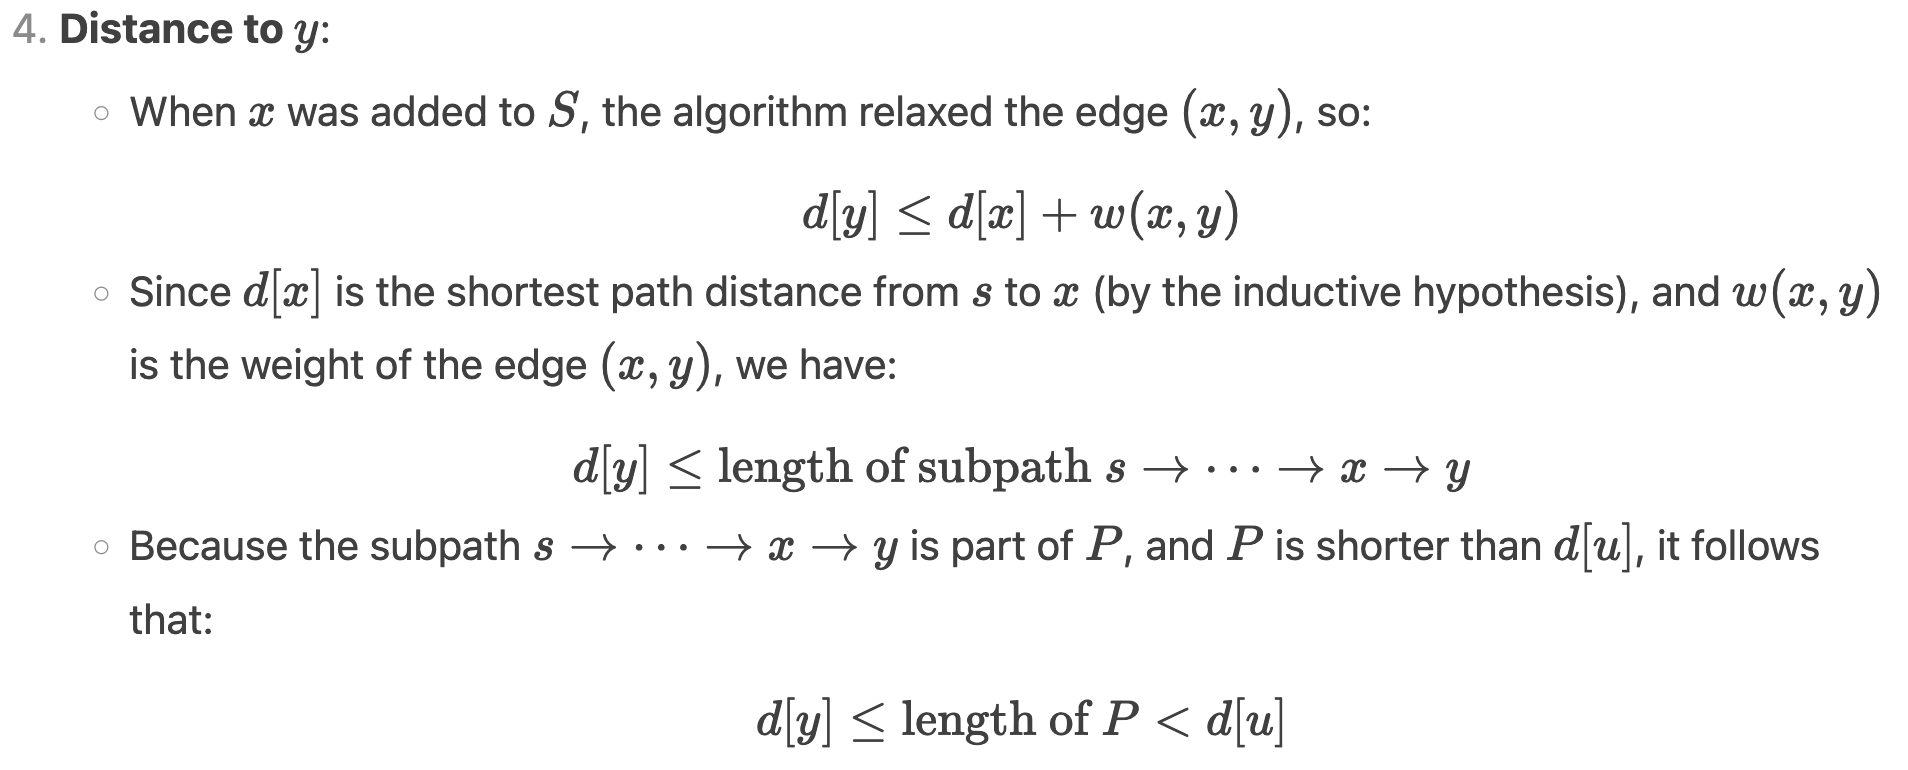 4. Distance to y:
○ When x was added to S, the algorithm relaxed the edge (x, y), so:
d[y] ≤ d[x] + w(x, y)
○ Since d[x] is the shortest path distance from s to x (by the inductive hypothesis), and w(x, y)
is the weight of the edge (x, y), we have:
d[y] ≤ length of subpath s → ⋯ → x → y
○ Because the subpath s → ⋯ → x → y is part of P, and P is shorter than d[u], it follows
that:
d[y] ≤ length of P < d[u]